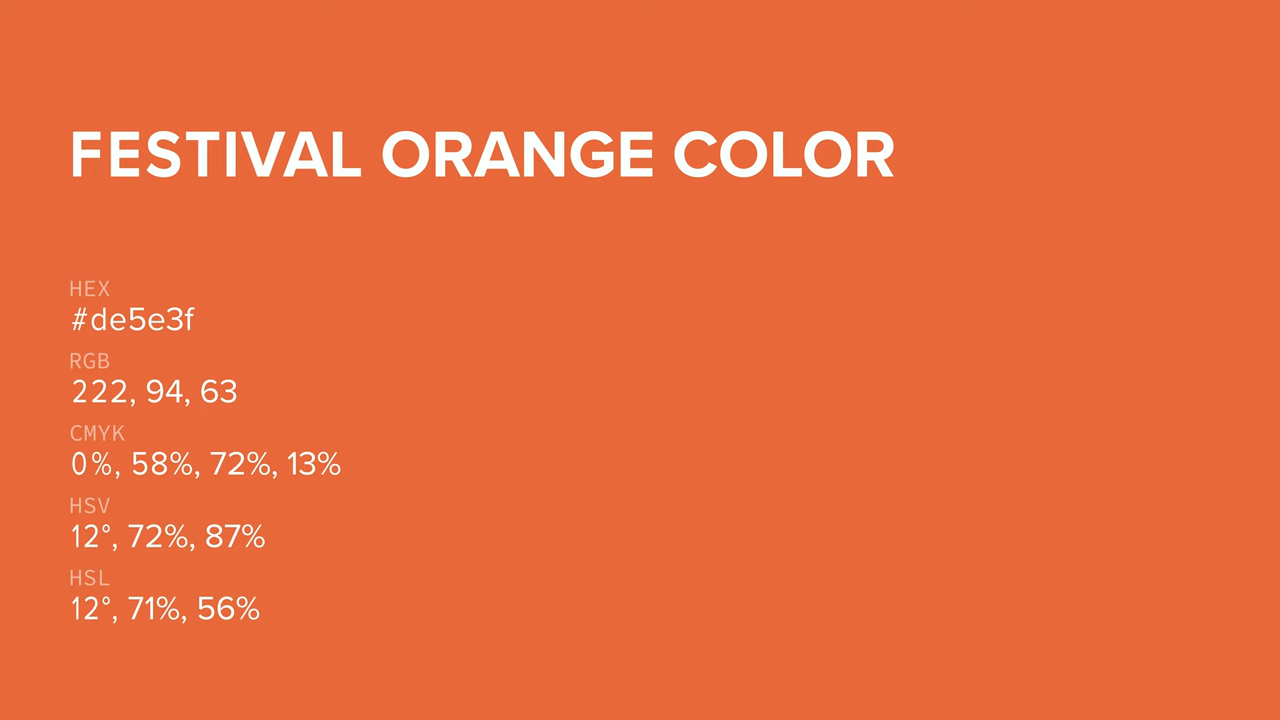 FESTIVAL ORANGE COLOR
HEX
#de5e3f
RGB
222, 94, 63
CMYK
0%, 58%, 72%, 13%
HSV
12°, 72%, 87%
HSL
12°, 71%, 56%